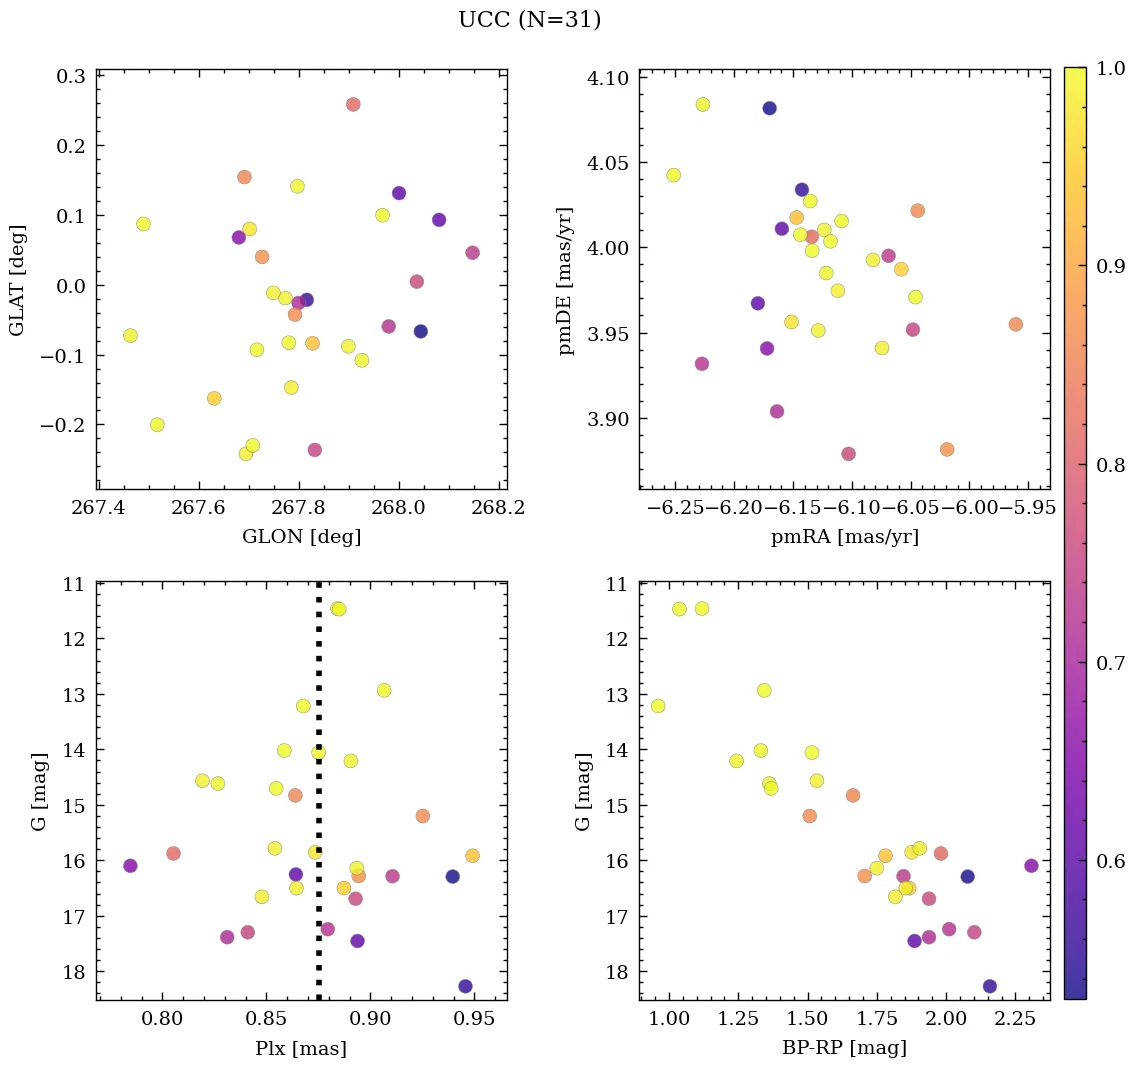 UCC (N=31)
0.3
0.2
0.1
0.0
−0.1
−0.2
GLAT [deg]
267.4 267.6 267.8 268.0 268.2
GLON [deg]
4.10
4.05
4.00
3.95
3.90
pmDE [mas/yr]
−6.25 −6.20 −6.15 −6.10 −6.05 −6.00 −5.95
pmRA [mas/yr]
11
12
13
14
15
16
17
18
G [mag]
0.80 0.85 0.90 0.95
Plx [mas]
11
12
13
14
15
16
17
18
G [mag]
1.00 1.25 1.50 1.75 2.00 2.25
BP-RP [mag]
1.0
0.9
0.8
0.7
0.6